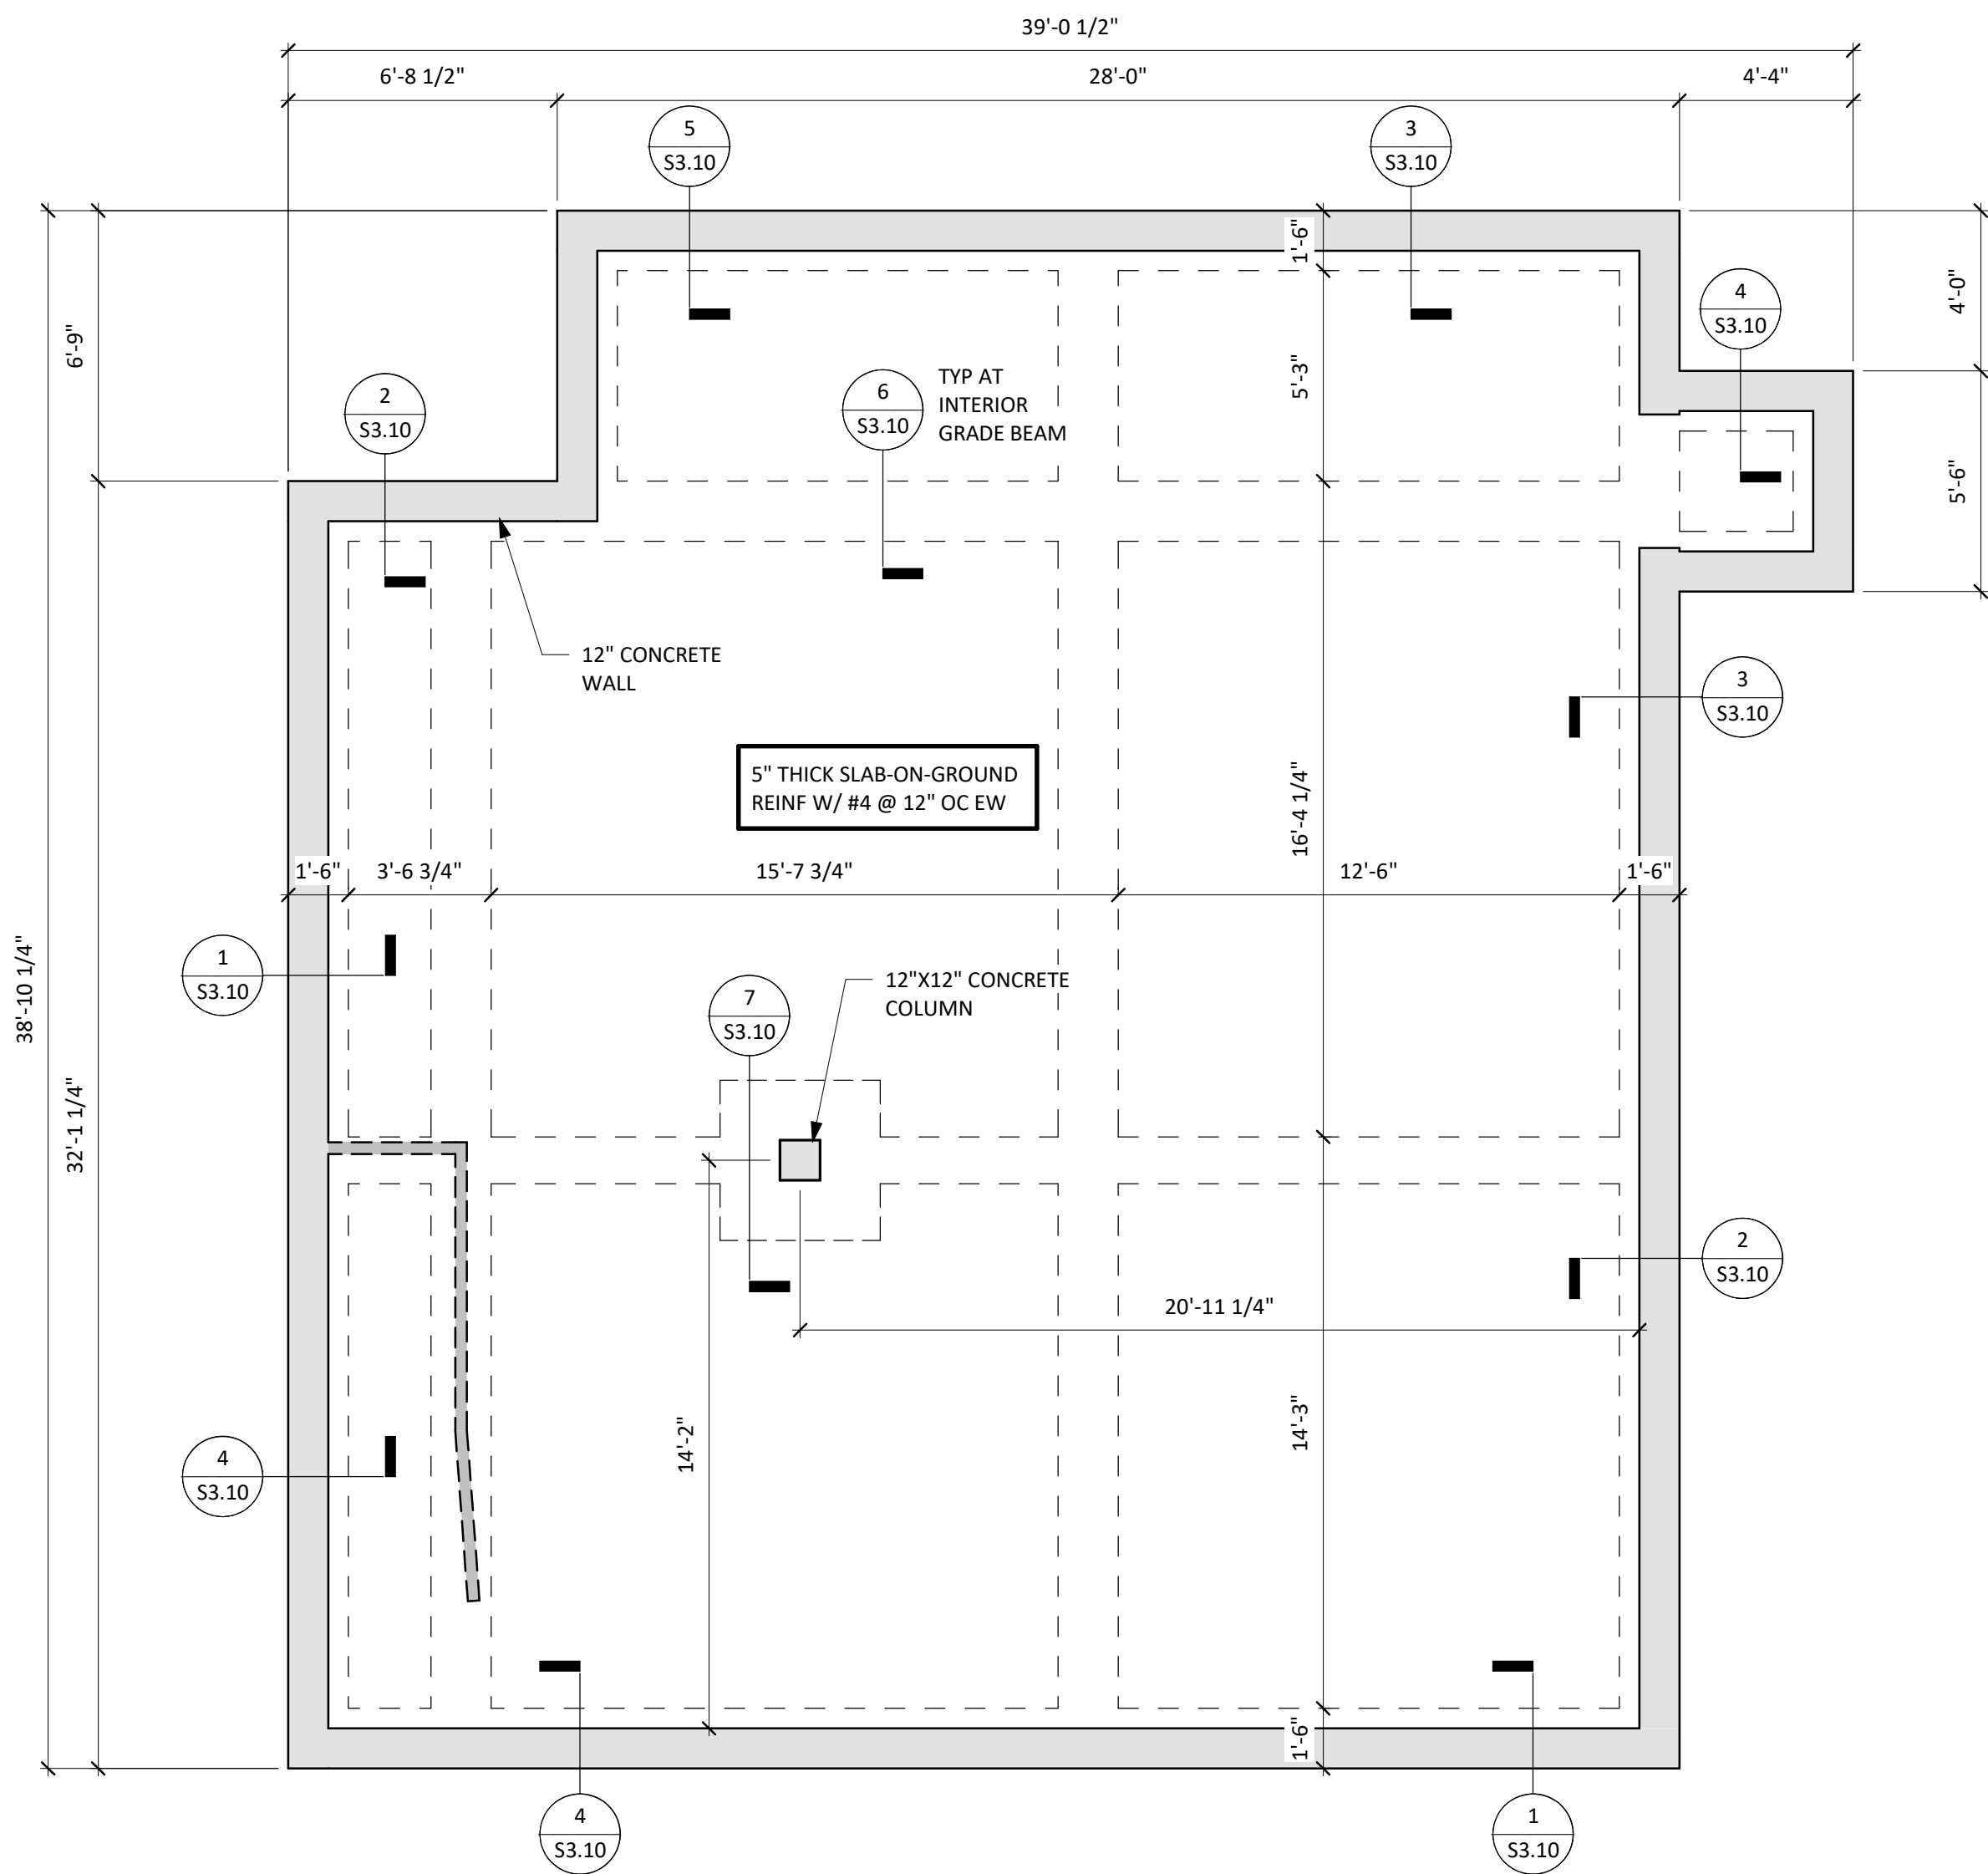 39'-0 1/2"
6'-8 1/2"
28'-0"
4'-4"
5
S3.10
3
S3.10
1'-6"
4'-0"
4
S3.10
6'-9"
5'-3"
2
S3.10
6
S3.10
TYP AT
INTERIOR
GRADE BEAM
5'-6"
12" CONCRETE
WALL
3
S3.10
5" THICK SLAB-ON-GROUND
REINF W/ #4 @ 12" OC EW
16'-4 1/4"
1'-6"
3'-6 3/4"
15'-7 3/4"
12'-6"
1'-6"
38'-10 1/4"
1
S3.10
7
S3.10
12"X12" CONCRETE
COLUMN
32'-1 1/4"
2
S3.10
20'-11 1/4"
14'-2"
14'-3"
4
S3.10
1'-6"
4
S3.10
1
S3.10